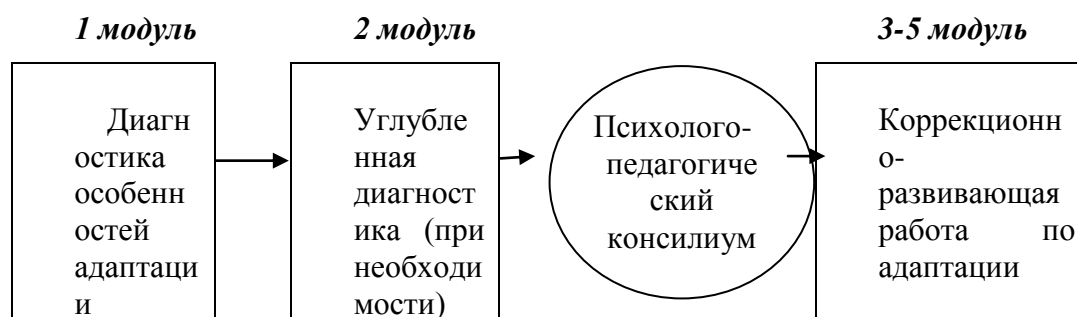 1 модуль
2 модуль
3-5 модуль
Диагн
остика
особенн
остей
адаптаци
и
Углубле
нная
диагност
ика (при
необходи
мости)
Психолого-
педагогиче
ский
консилиум
Коррекционн
о-
развивающая
работа по
адаптации